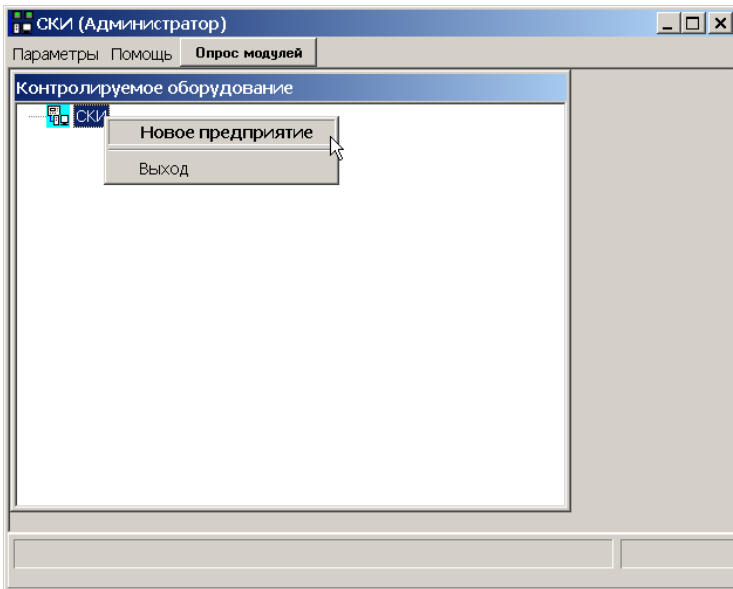 СКИ (Администратор)
Параметры Помощь Опрос модулей
Контролируемое оборудование
СКИ
Новое предприятие
Выход